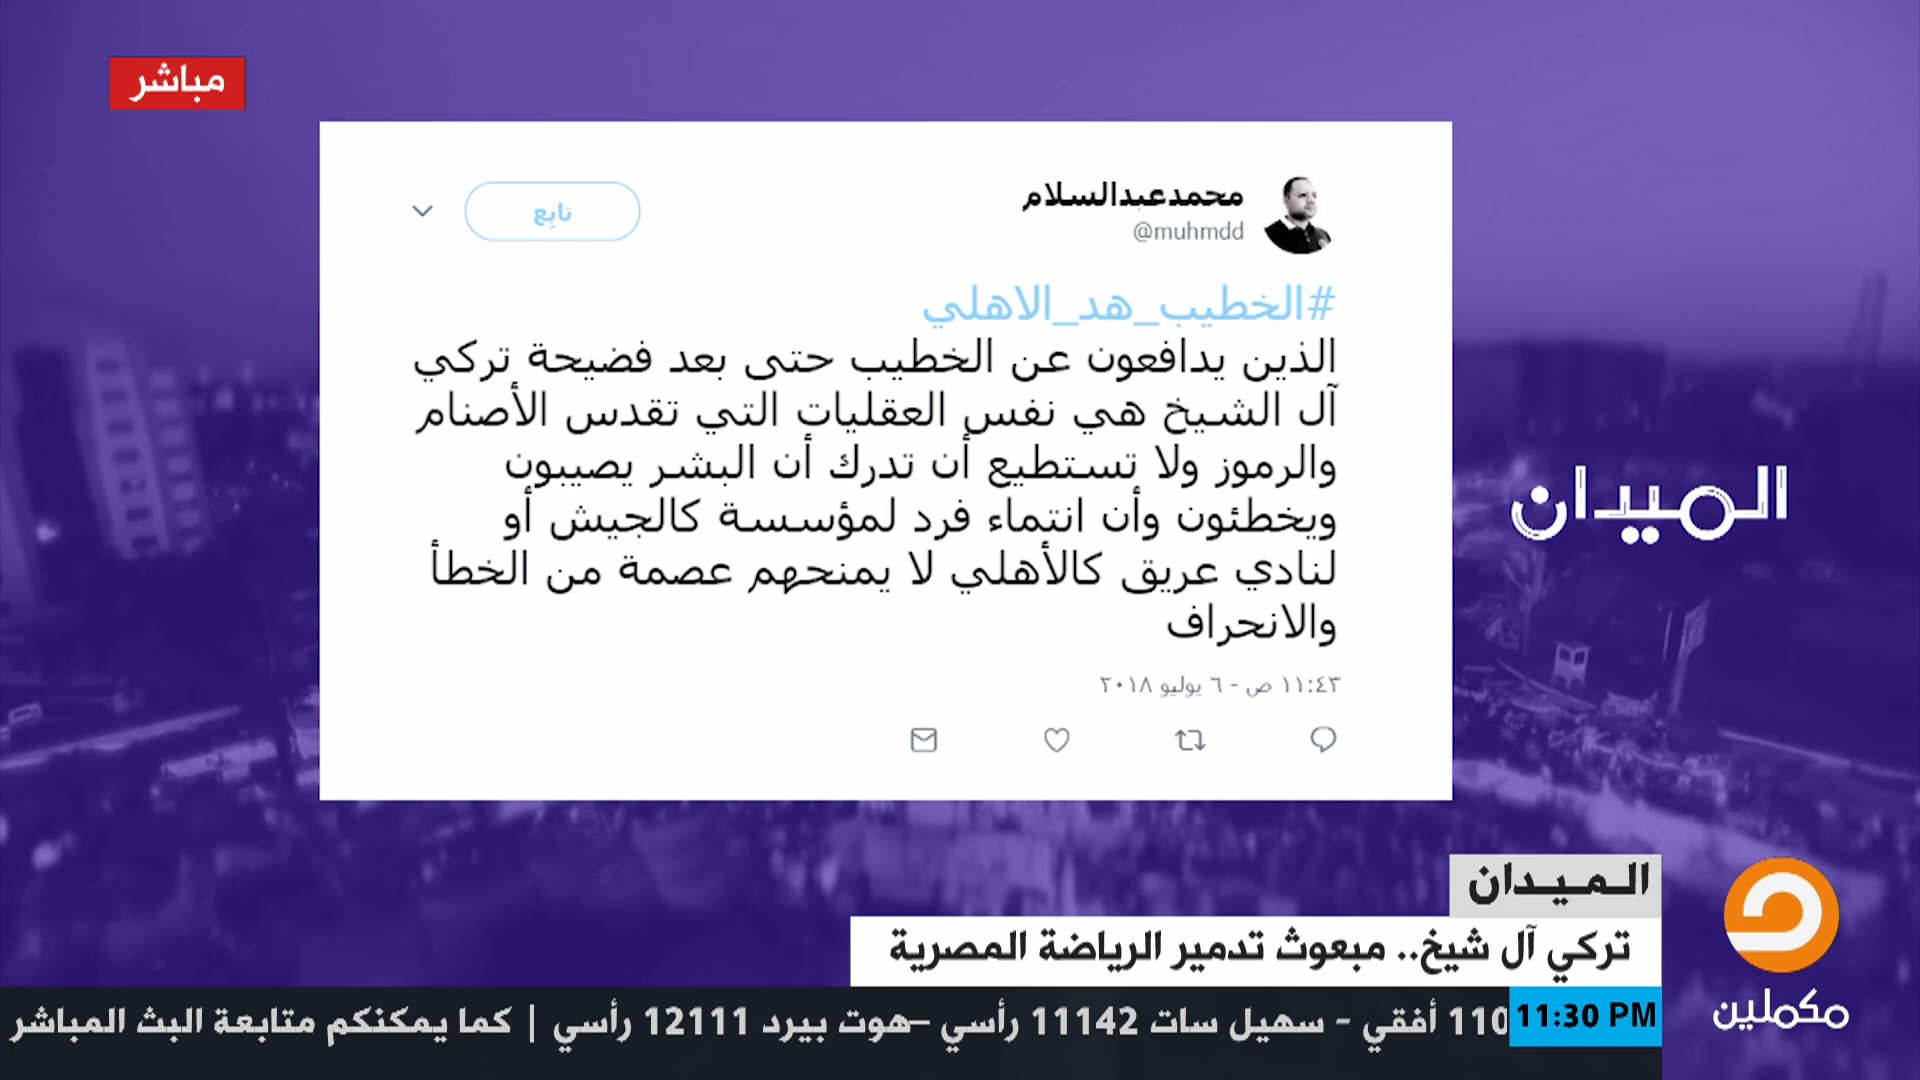 مباشر
محمدعبدالسلام
@muhmdd
تابِع
#الخطيب_هد_الاهلي
الذين يدافعون عن الخطيب حتى بعد فضيحة تركي
آل الشيخ هي نفس العقليات التي تقدس الأصنام
والرموز ولا تستطيع أن تدرك أن البشر يصيبون
ويخطئون وأن انتماء فرد لمؤسسة كالجيش أو
لنادي عريق كالأهلي لا يمنحهم عصمة من الخطأ
والانحراف
١١:٤٣ ص - ٦ يوليو ٢٠١٨
الميدان
الميدان
تركي آل شيخ.. مبعوث تدمير الرياضة المصرية
11:30 PM
110 أفقي - سهيل سات 11142 رأسي –هوت بيرد 12111 رأسي | كما يمكنكم متابعة البث المباشر
مكملين